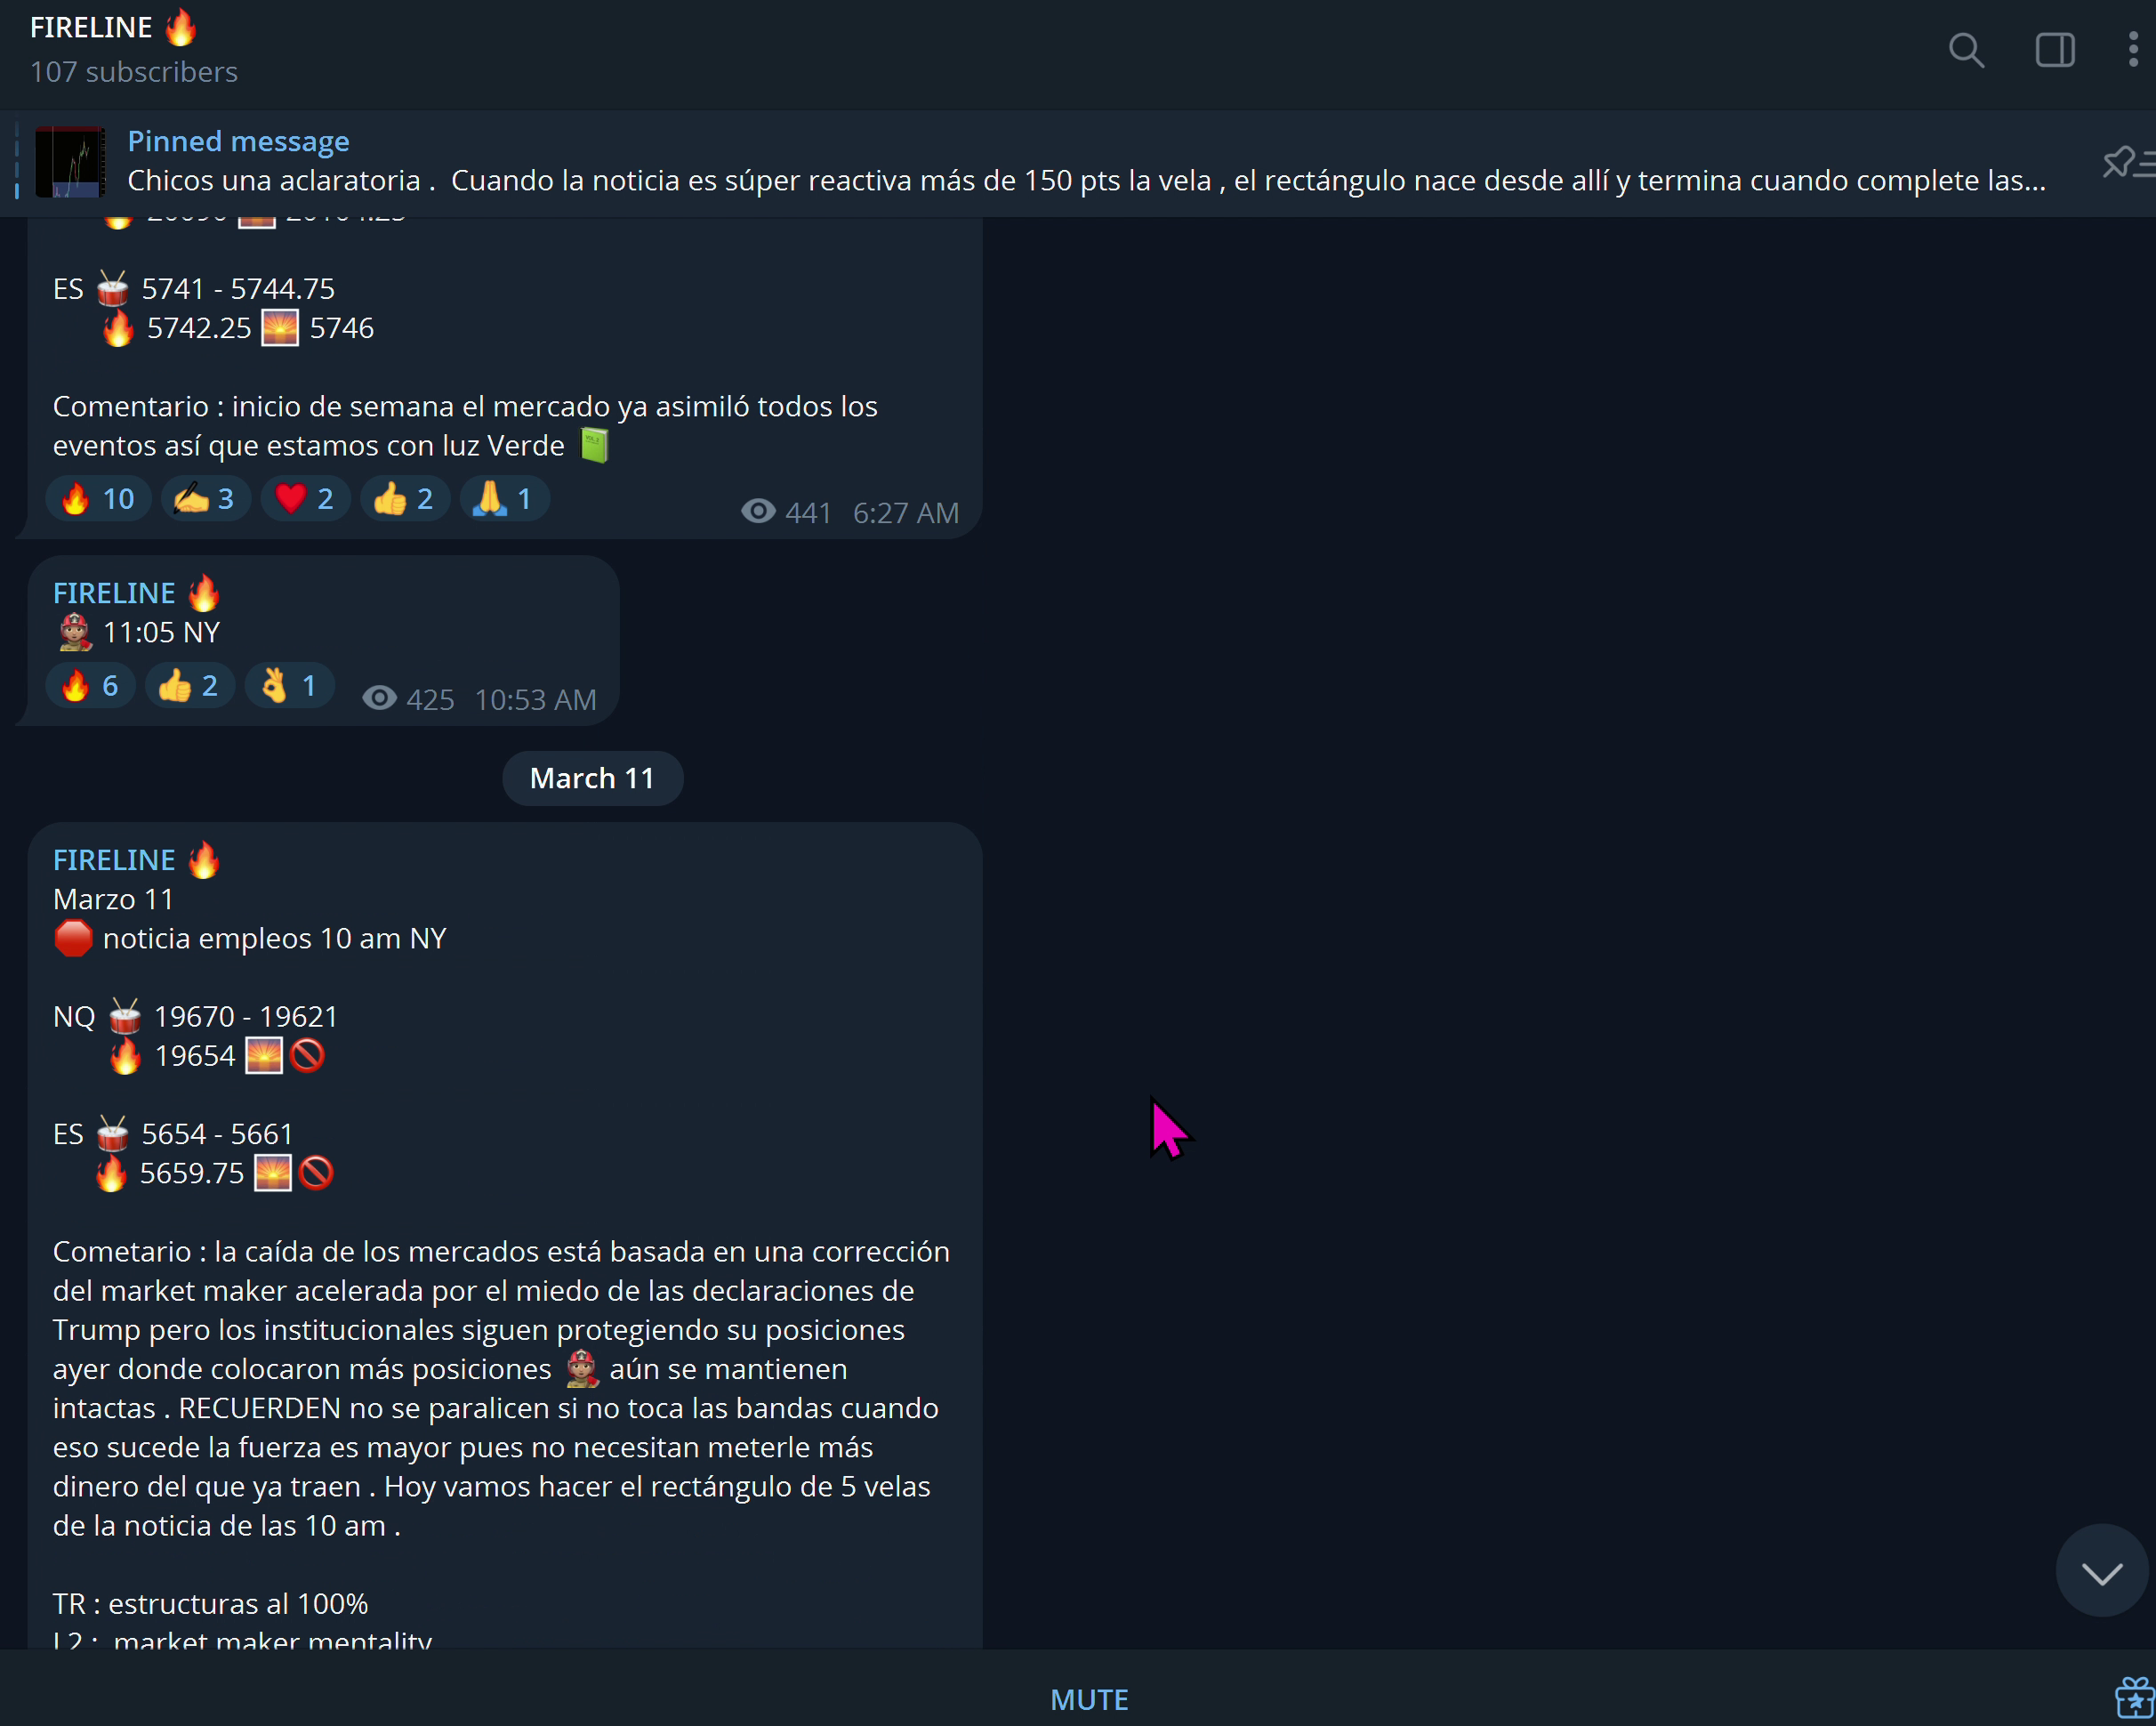 FIRELINE 🔥
107 subscribers
Pinned message
Chicos una aclaratoria .  Cuando la noticia es súper reactiva más de 150 pts la vela , el rectángulo nace desde allí y termina cuando complete las...
ES 🥁 5741 - 5744.75
🔥 5742.25 🌅 5746
Comentario : inicio de semana el mercado ya asimiló todos los
eventos así que estamos con luz Verde 📗
🔥 10 ✍️ 3 ❤️ 2 👍 2 🙏 1 441 6:27 AM
FIRELINE 🔥
👩🏽‍🚒 11:05 NY
🔥 6 👍 2 👌 1 425 10:53 AM
March 11
FIRELINE 🔥
Marzo 11
🛑 noticia empleos 10 am NY
NQ 🥁 19670 - 19621
🔥 19654 🌅🚫
ES 🥁 5654 - 5661
🔥 5659.75 🌅🚫
Cometario : la caída de los mercados está basada en una corrección
del market maker acelerada por el miedo de las declaraciones de
Trump pero los institucionales siguen protegiendo su posiciones
ayer donde colocaron más posiciones 👩🏽‍🚒 aún se mantienen
intactas . RECUERDEN no se paralicen si no toca las bandas cuando
eso sucede la fuerza es mayor pues no necesitan meterle más
dinero del que ya traen . Hoy vamos hacer el rectángulo de 5 velas
de la noticia de las 10 am .
TR : estructuras al 100%
L2 :  market maker mentality
MUTE